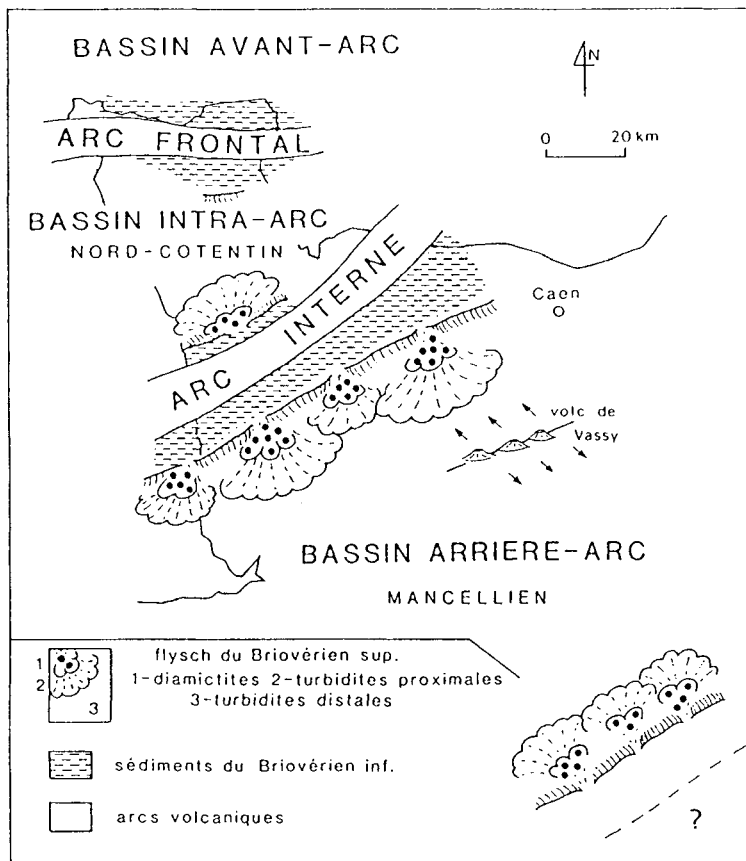 BASSIN AVANT-ARC
N
0 20 km
ARC FRONTAL
BASSIN INTRA-ARC
NORD-COTENTIN
ARC INTERNE
Caen
volc de
Vassy
BASSIN ARRIERE-ARC
MANCELLIEN
1
2
3
flysch du Briovérien sup.
1-diamictites 2-turbidites proximales
3-turbidites distales
sédiments du Briovérien inf.
arcs volcaniques
?